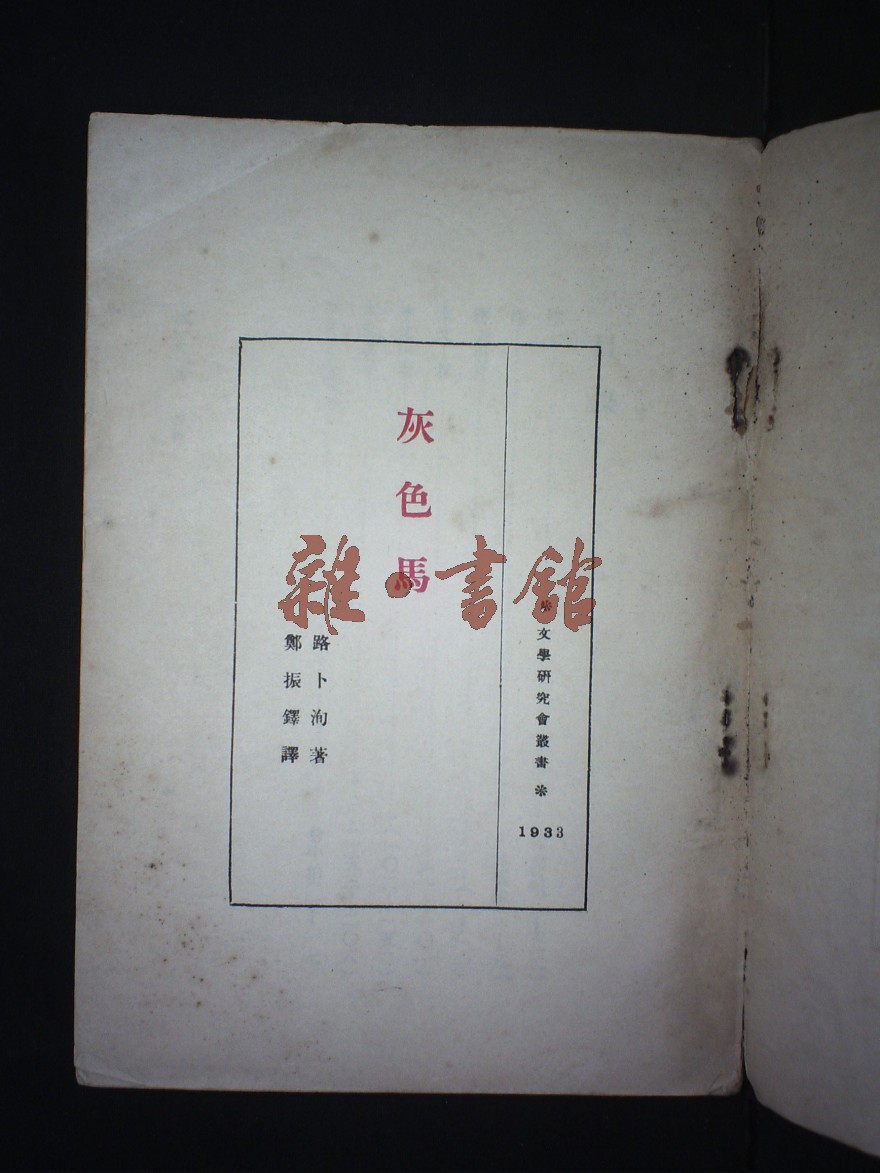 灰色馬
路卜洵著
鄭振鐸譯
※文學研究會叢書※
1933
雜·書館